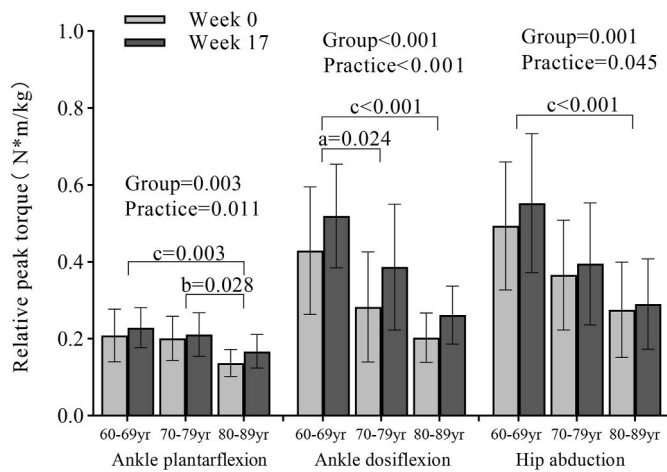 Relative peak torque( N*m/kg)
1.0
0.8
0.6
0.4
0.2
0.0
Week 0
Week 17
Group=0.003
Practice=0.011
c=0.003
b=0.028
Group<0.001
Practice<0.001
c<0.001
a=0.024
Group=0.001
Practice=0.045
c<0.001
60-69yr 70-79yr 80-89yr 60-69yr 70-79yr 80-89yr 60-69yr 70-79yr 80-89yr
Ankle plantarflexion Ankle dosiflexion Hip abduction